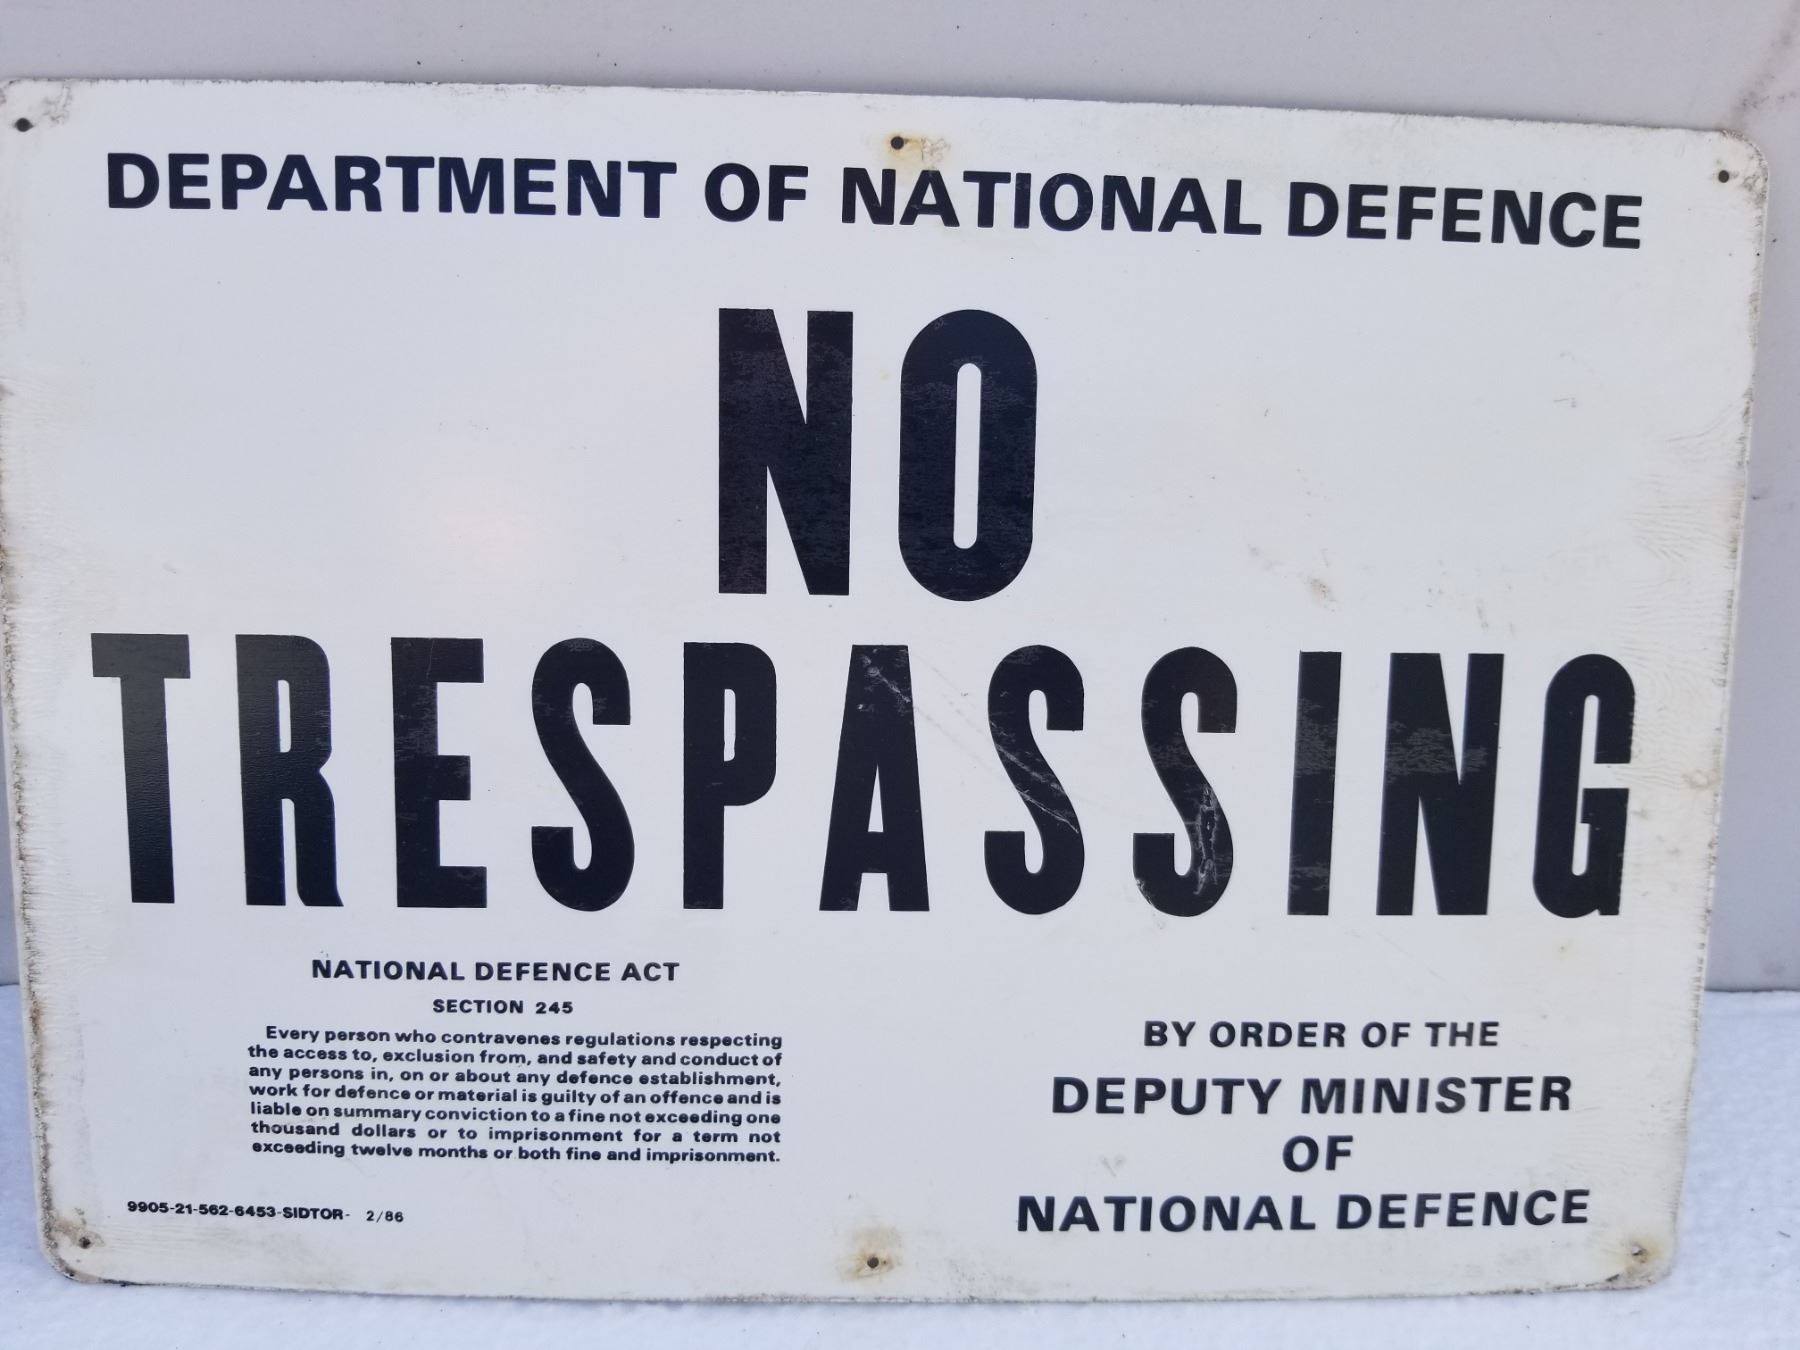 DEPARTMENT OF NATIONAL DEFENCE
NO
TRESPASSING
NATIONAL DEFENCE ACT
SECTION 245
Every person who contravenes regulations respecting
the access to, exclusion from, and safety and conduct of
any persons in, on or about any defence establishment,
work for defence or material is guilty of an offence and is
liable on summary conviction to a fine not exceeding one
thousand dollars or to imprisonment for a term not
exceeding twelve months or both fine and imprisonment.
9905-21-562-6453-SIDTOR- 2/86
BY ORDER OF THE
DEPUTY MINISTER
OF
NATIONAL DEFENCE